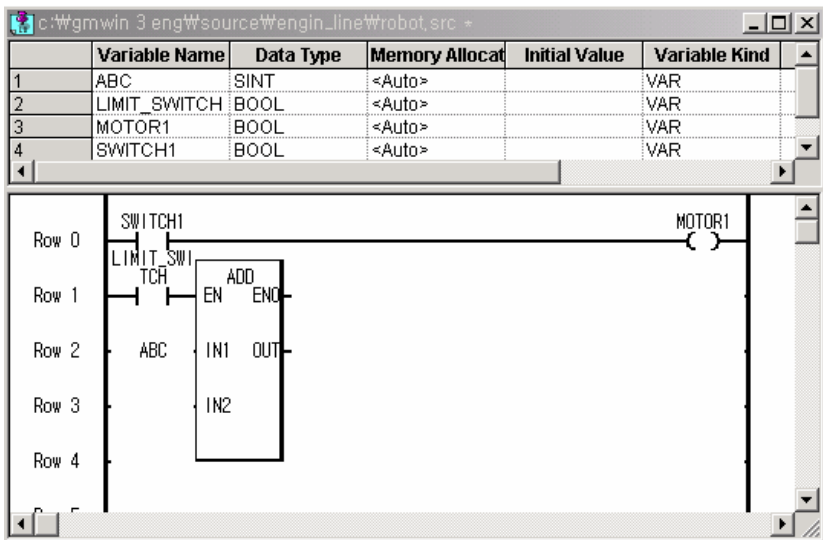 c:₩gmwin 3 eng₩source₩engin_line₩robot,src *
Variable Name Data Type Memory Allocat Initial Value Variable Kind
1 ABC SINT <Auto> VAR
2 LIMIT_SWITCH BOOL <Auto> VAR
3 MOTOR1 BOOL <Auto> VAR
4 SWITCH1 BOOL <Auto> VAR
SWITCH1 MOTOR1
Row 0
LIMIT_SWI
TCH ADD
Row 1 EN ENO
Row 2 ABC IN1 OUT
Row 3 IN2
Row 4